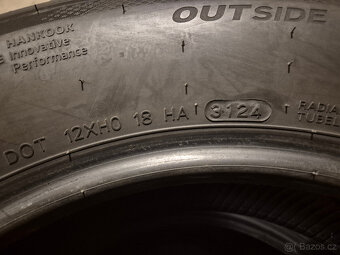 OUTSIDE
HANKOOK
Innovative
Performance
DOT 12XH0 18 HA 3124
RADIA
TUBEL
Bazos.cz